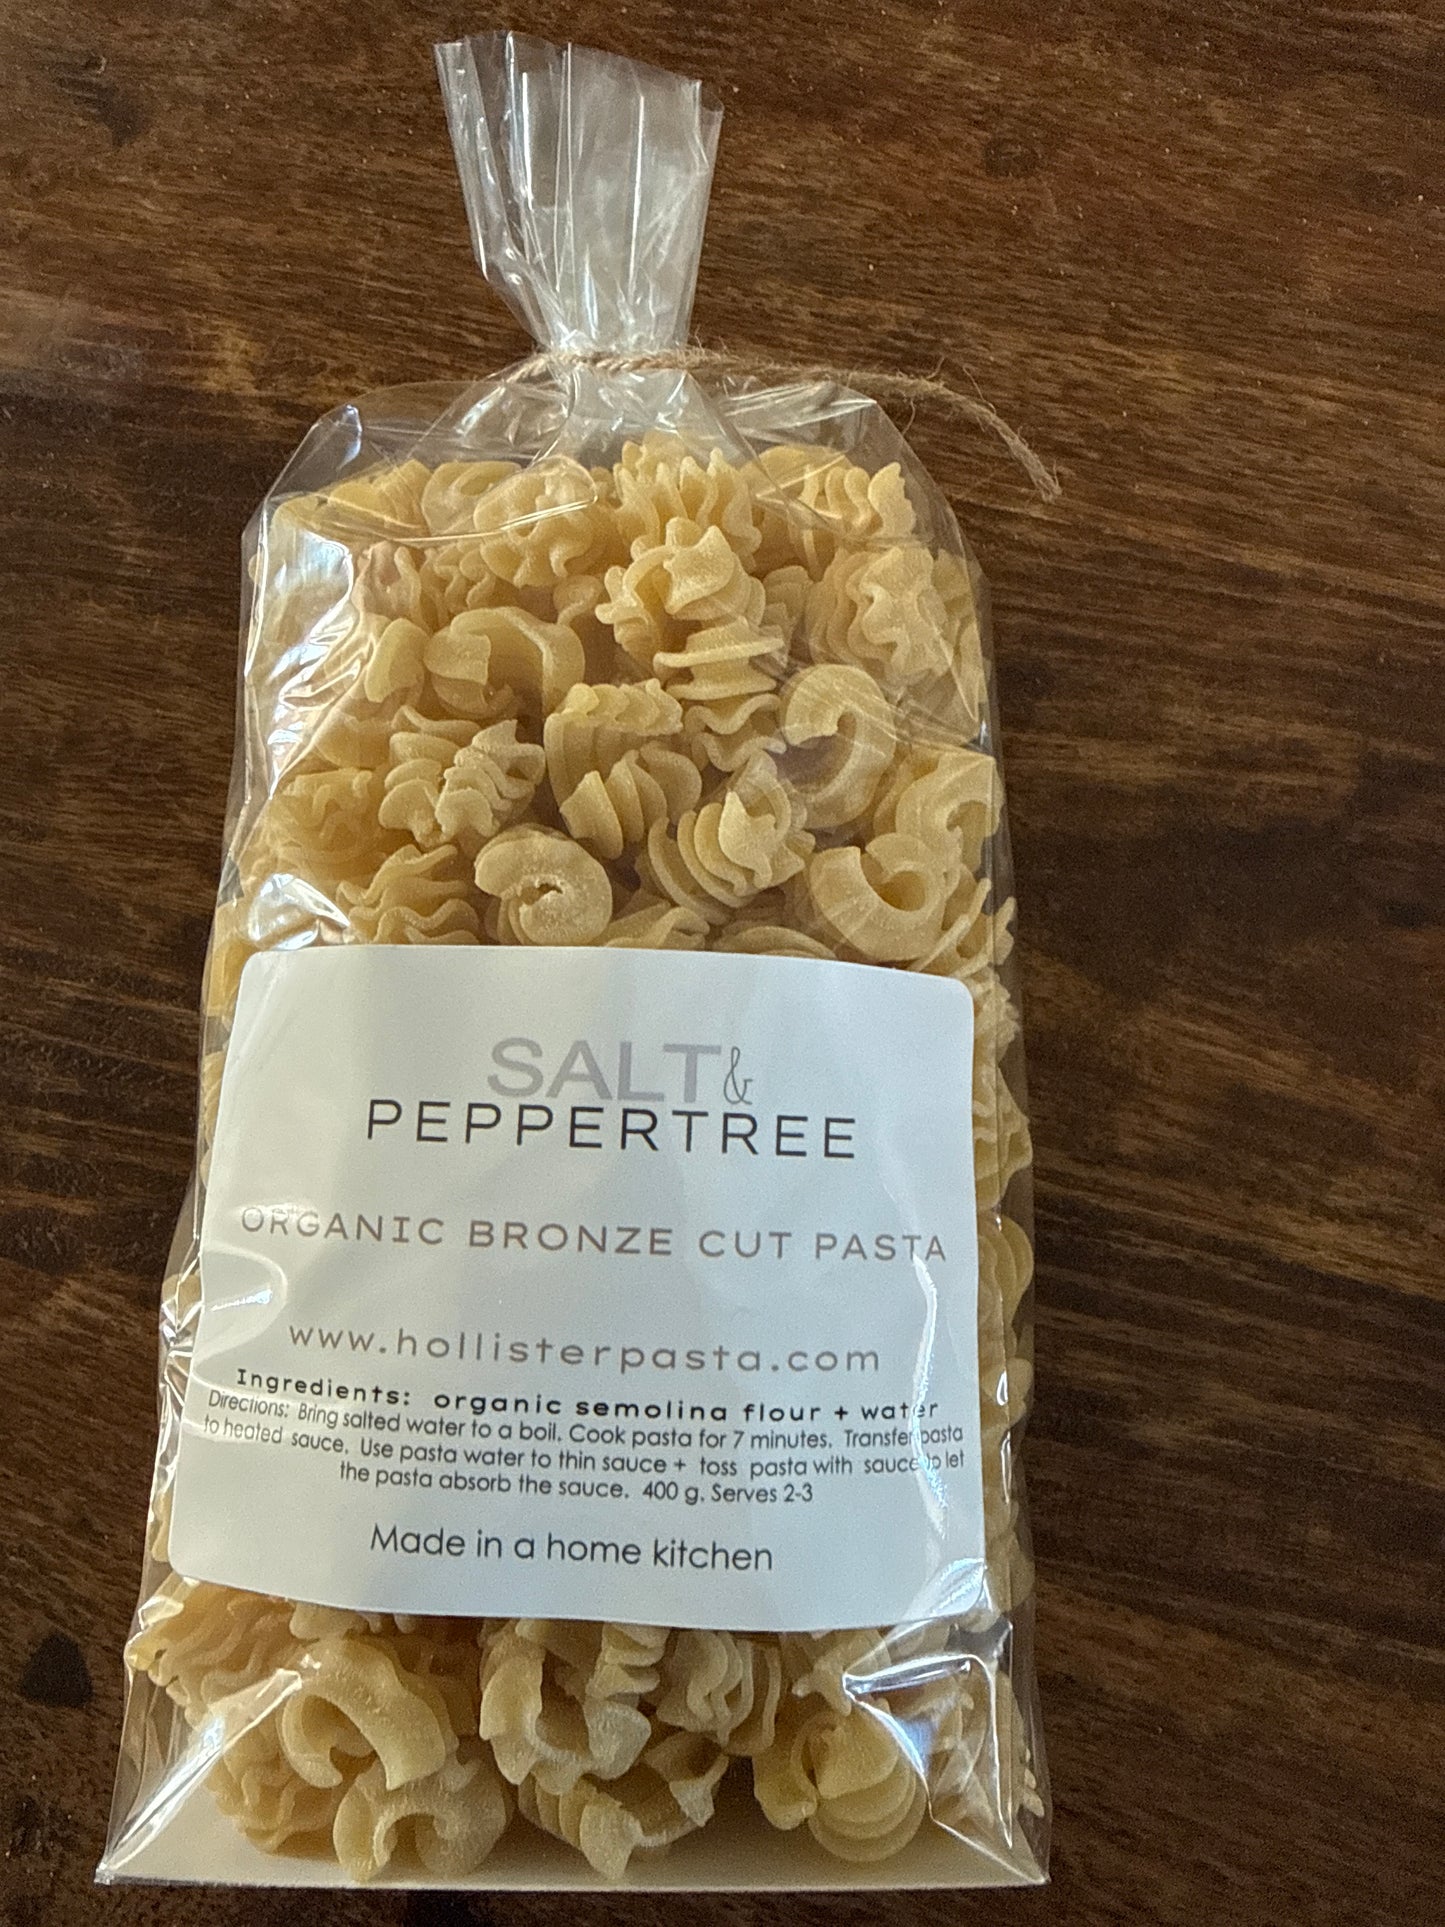 SALT &
PEPPERTREE
ORGANIC BRONZE CUT PASTA
www.hollisterpasta.com
Ingredients: organic semolina flour + water
Directions: Bring salted water to a boil. Cook pasta for 7 minutes. Transfer pasta
to heated sauce. Use pasta water to thin sauce + toss pasta with sauce to let
the pasta absorb the sauce. 400 g. Serves 2-3
Made in a home kitchen